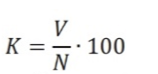 K = V/N · 100